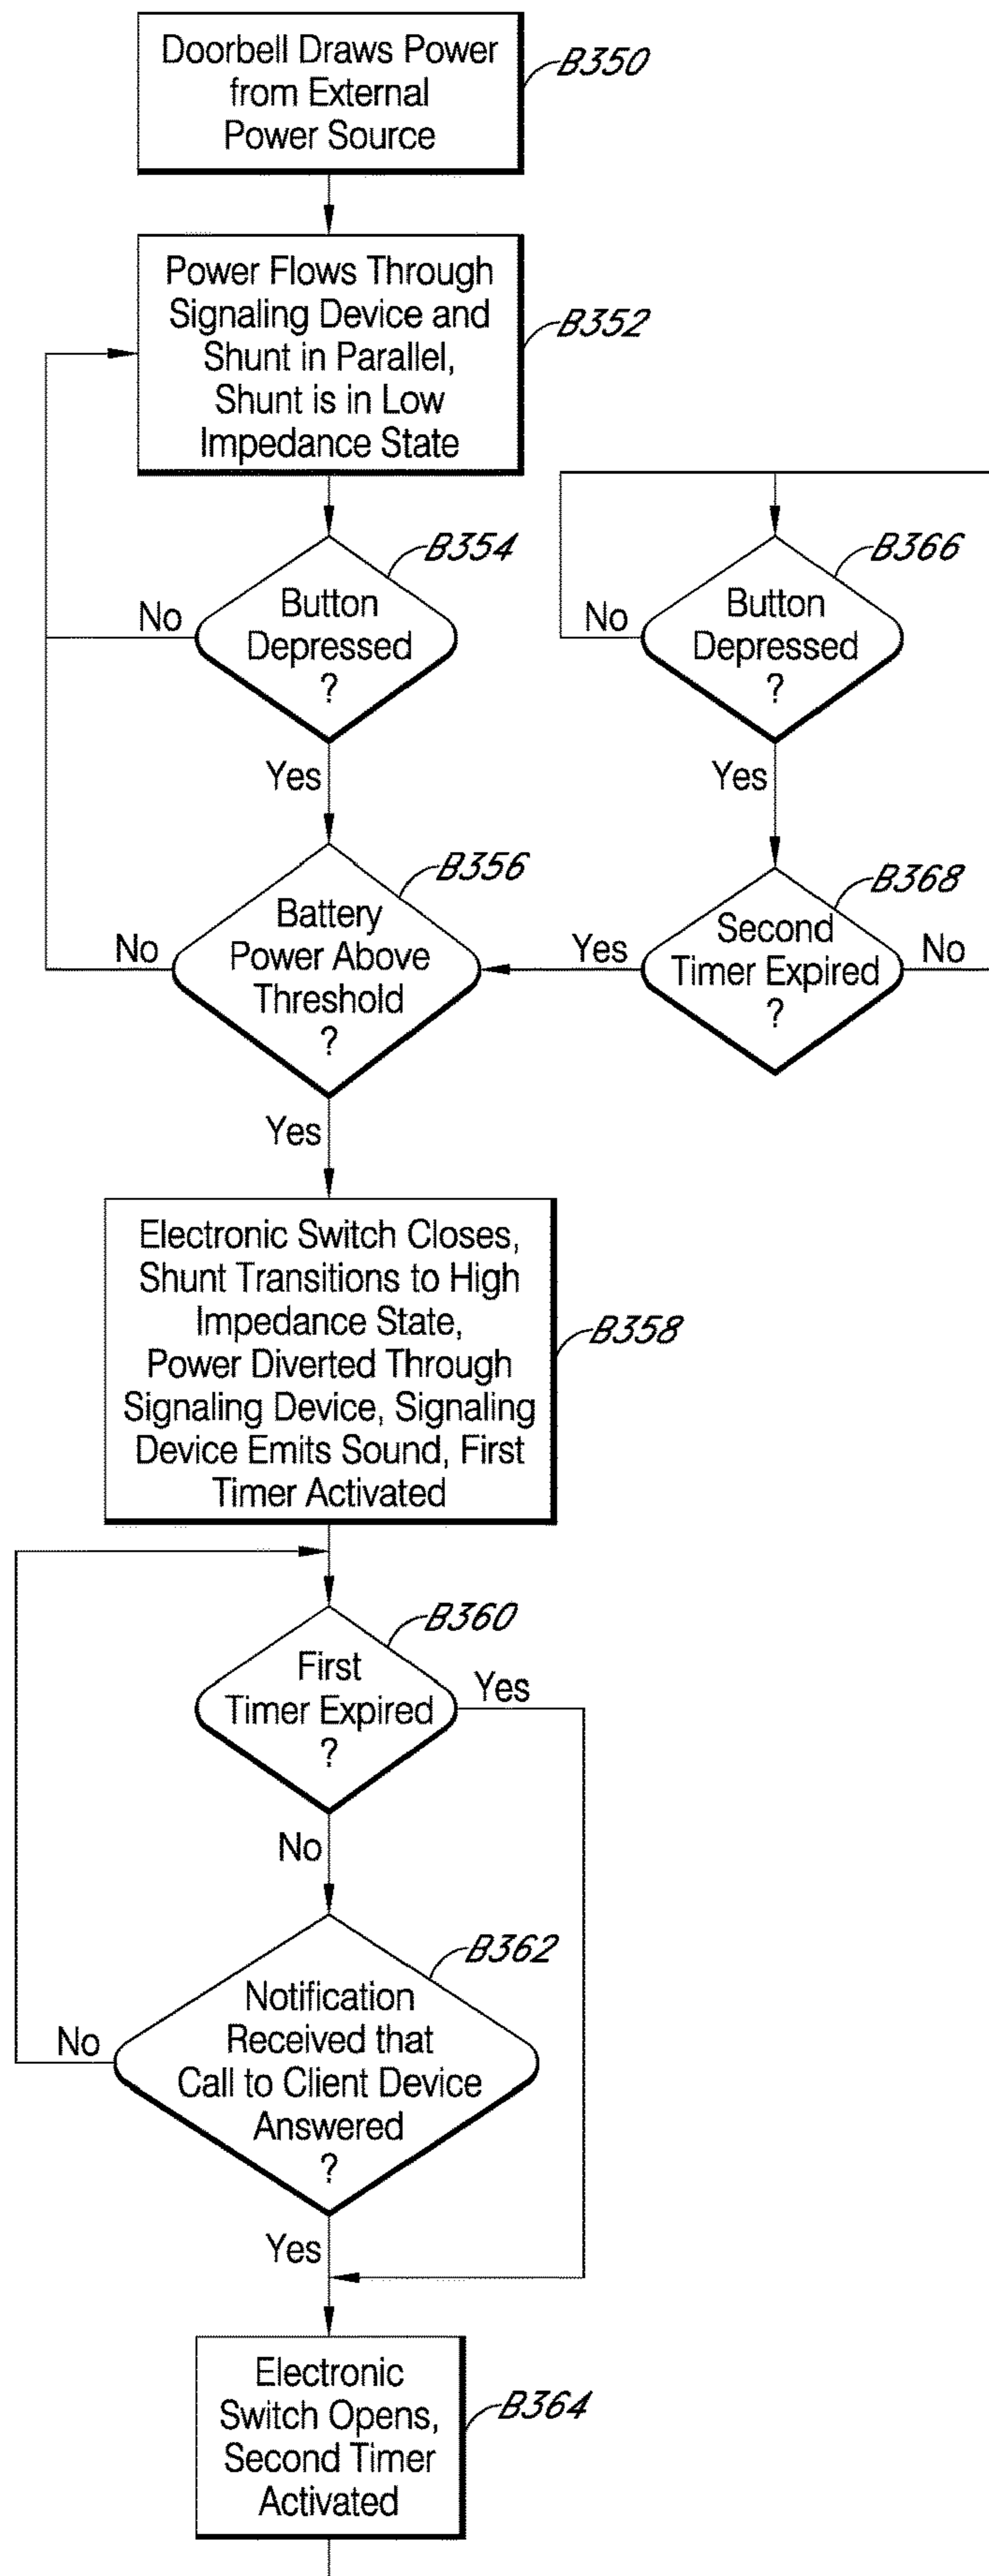 Doorbell Draws Power
from External
Power Source
B350
Power Flows Through
Signaling Device and
Shunt in Parallel,
Shunt is in Low
Impedance State
B352
Button
Depressed
?
B354
No
Yes
Battery
Power Above
Threshold
?
B356
No
Yes
Button
Depressed
?
B366
No
Yes
Second
Timer Expired
?
B368
Yes
No
Electronic Switch Closes,
Shunt Transitions to High
Impedance State,
Power Diverted Through
Signaling Device, Signaling
Device Emits Sound, First
Timer Activated
B358
First
Timer Expired
?
B360
Yes
No
Notification
Received that
Call to Client Device
Answered
?
B362
No
Yes
Electronic
Switch Opens,
Second Timer
Activated
B364